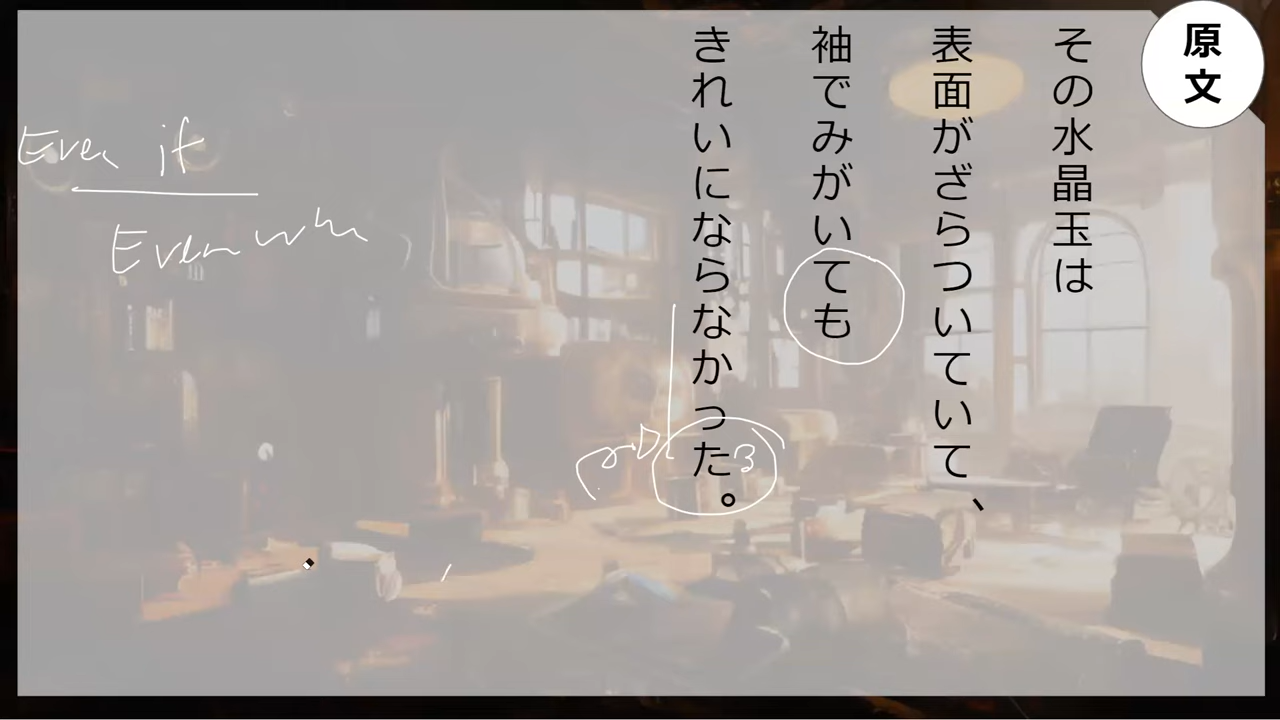 原文
その水晶玉は
表面がざらついていて、
袖でみがいても
きれいにならなかった。
Even if
Even wh